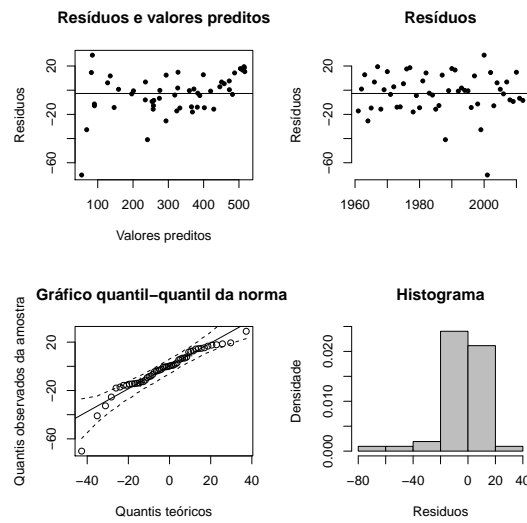 Resíduos e valores preditos
Resíduos
−60
−20
20
100
200
300
400
500
Valores preditos
Resíduos
Resíduos
−60
−20
20
1960
1980
2000
Gráfico quantil−quantil da norma
Quantis observados da amostra
−60
−20
20
−40
−20
0
20
40
Quantis teóricos
Histograma
Densidade
0.000
0.010
0.020
−80
−40
0
20
40
Residuos